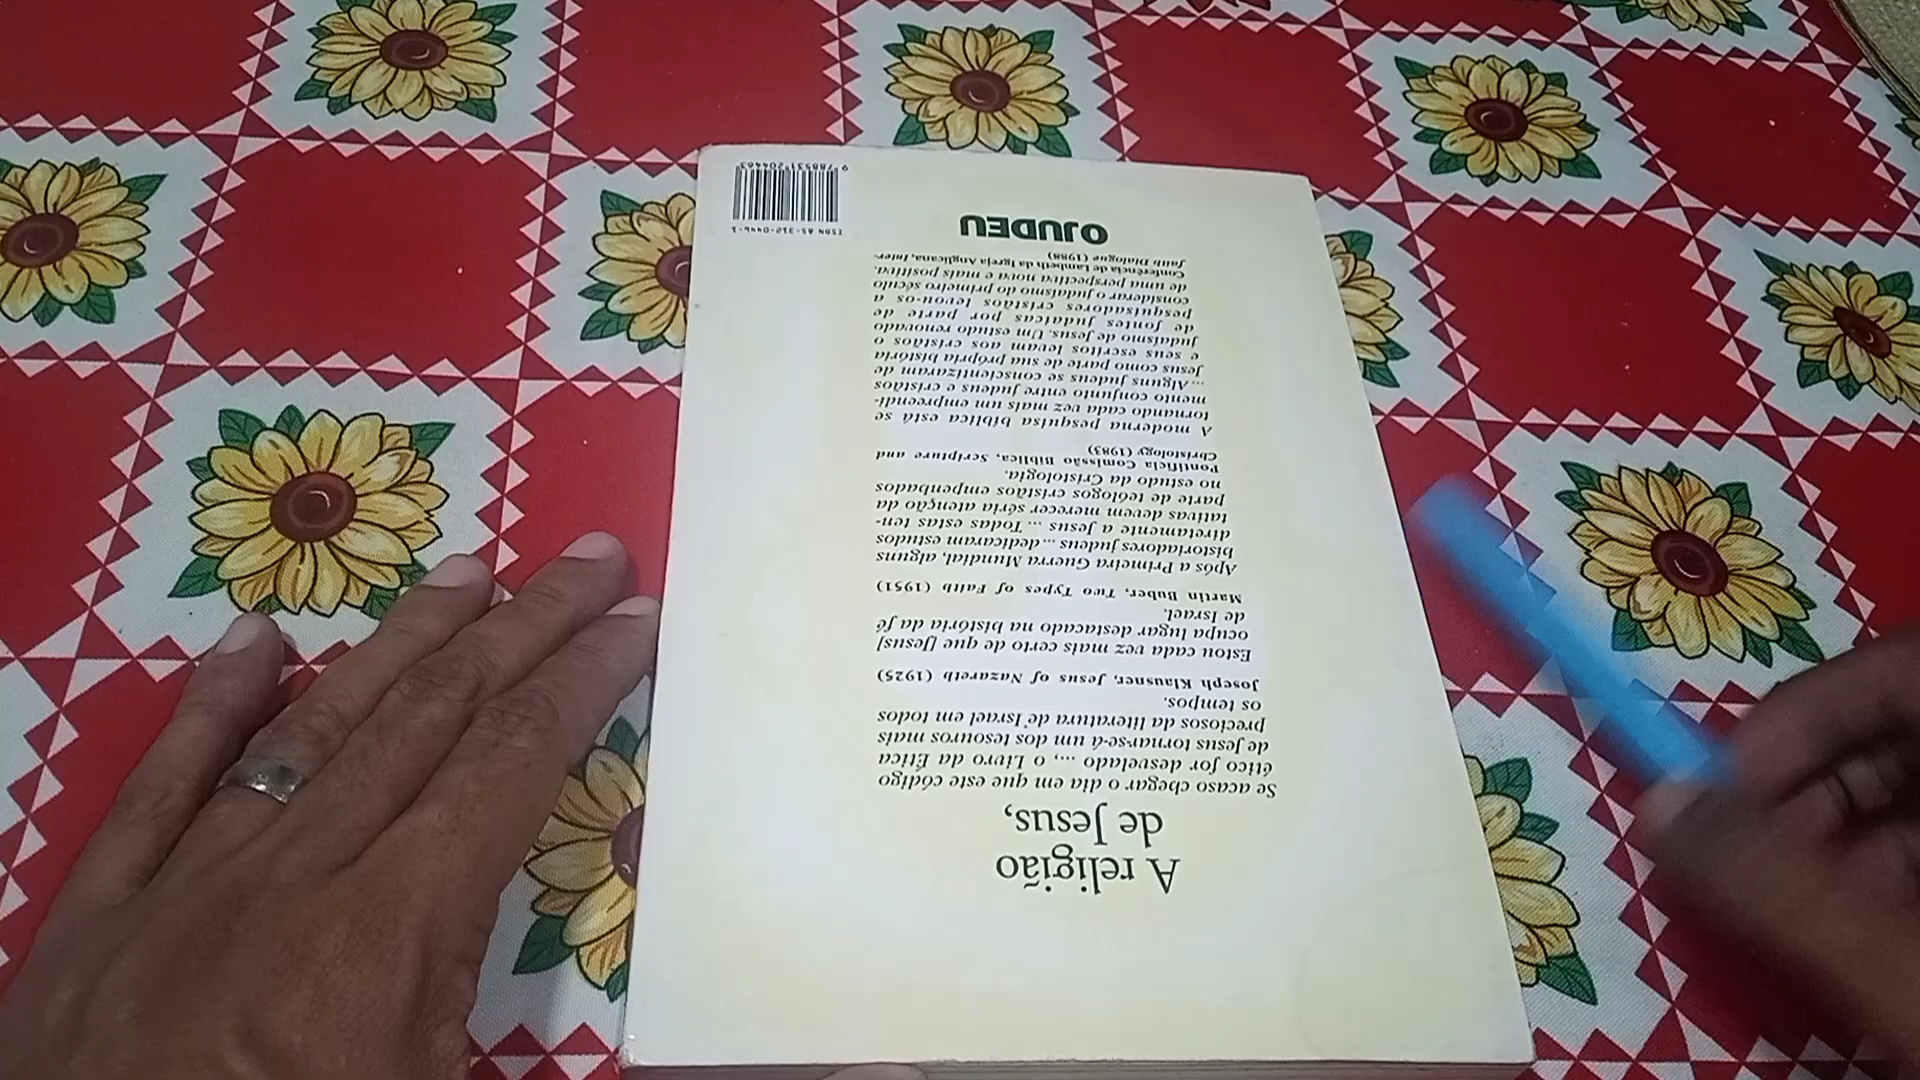 A religião
de Jesus,
Se acaso chegar o dia em que este código
ético for desvelado ..., o Livro da Ética
de Jesus tornar-se-á um dos tesouros mais
preciosos da literatura de Israel em todos
os tempos.
Joseph Klausner, Jesus of Nazareth (1925)
Estou cada vez mais certo de que [Jesus]
ocupa lugar destacado na história da fé
de Israel.
Martin Buber, Two Types of Faith (1951)
Após a Primeira Guerra Mundial, alguns
historiadores judeus ... dedicaram estudos
diretamente a Jesus ... Todas estas ten-
tativas devem merecer séria atenção da
parte de teólogos cristãos empenhados
no estudo da Cristologia.
Pontifícia Comissão Bíblica, Scripture and
Christology (1983)
A moderna pesquisa bíblica está se
tornando cada vez mais um empreendi-
mento conjunto entre judeus e cristãos
... Alguns judeus se conscientizaram de
Jesus como parte de sua própria história
e seus escritos levam aos cristãos o
judaísmo de Jesus. Um estudo renovado
de fontes judaicas por parte de
pesquisadores cristãos levou-os a
considerar o judaísmo do primeiro século
de uma perspectiva nova e mais positiva.
Conferência de Lambeth da Igreja Anglicana, Inter-
faith Dialogue (1988)
O JUDEU
ISBN 85-312-0446-1
9 788531 204463